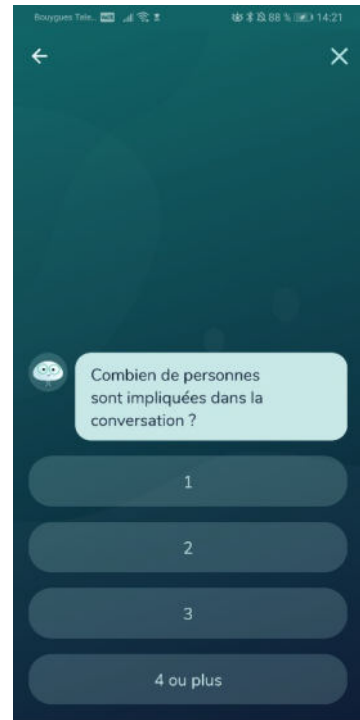 Bouygues Tele... 88 % 14:21
Combien de personnes
sont impliquées dans la
conversation ?
1
2
3
4 ou plus